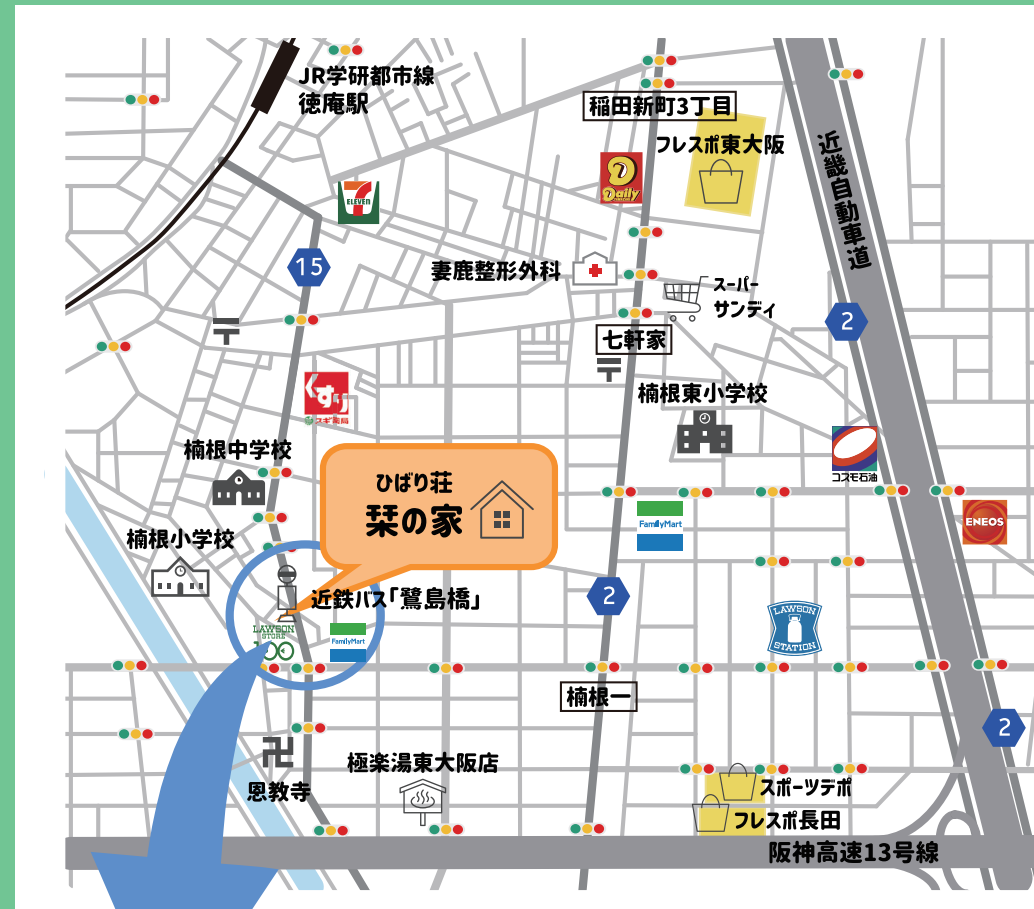 JR学研都市線
徳庵駅
稲田新町3丁目
フレスポ東大阪
近畿自動車道
D
Daily
7
ELEVEN
15
妻鹿整形外科
スーパー
サンディ
2
〒
七軒家
〒
くすり
スギ薬局
楠根東小学校
楠根中学校
コスモ石油
ひばり荘
栞の家
FamilyMart
ENEOS
楠根小学校
近鉄バス「鷺島橋」
2
LAWSON
STORE
100
FamilyMart
LAWSON
STATION
楠根一
2
卍
恩教寺
極楽湯東大阪店
スポーツデポ
フレスポ長田
阪神高速13号線